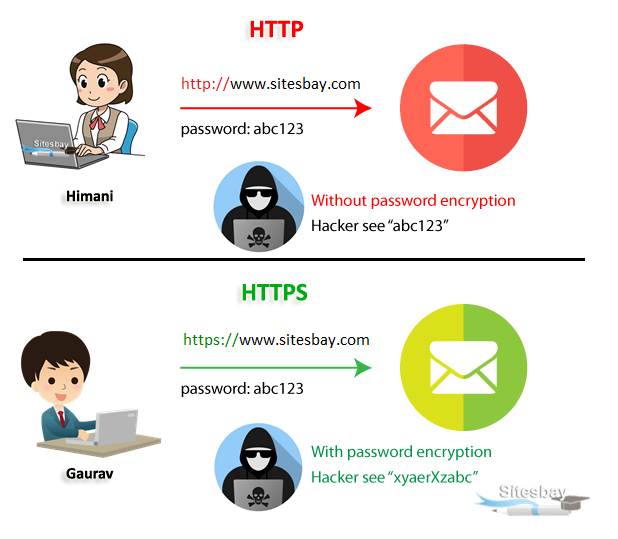 HTTP
http://www.sitesbay.com
password: abc123
Sitesbay
Himani
Without password encryption
Hacker see “abc123”
HTTPS
https://www.sitesbay.com
password: abc123
Gaurav
With password encryption
Hacker see “xyaerXzabc”
Sitesbay